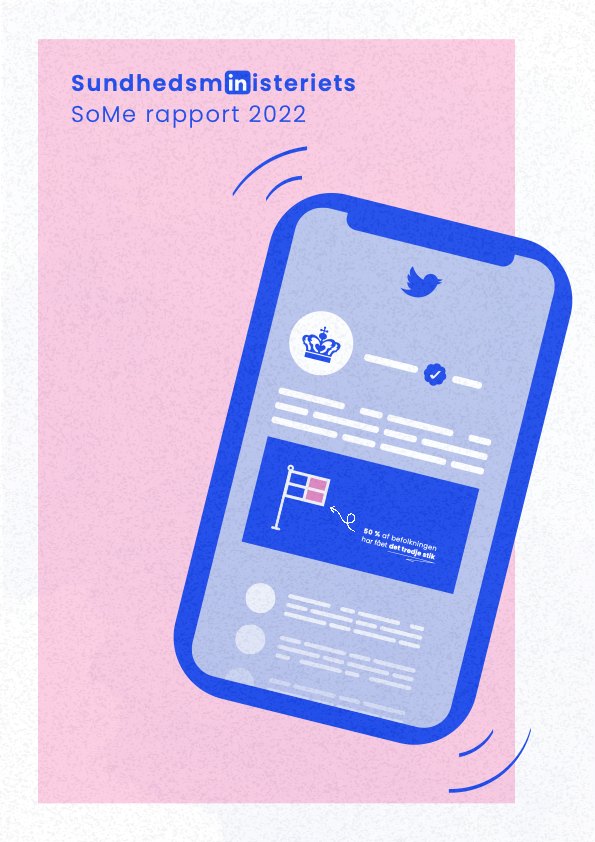 Sundhedsministeriets
SoMe rapport 2022
50 % af befolkningen
har fået det tredje stik